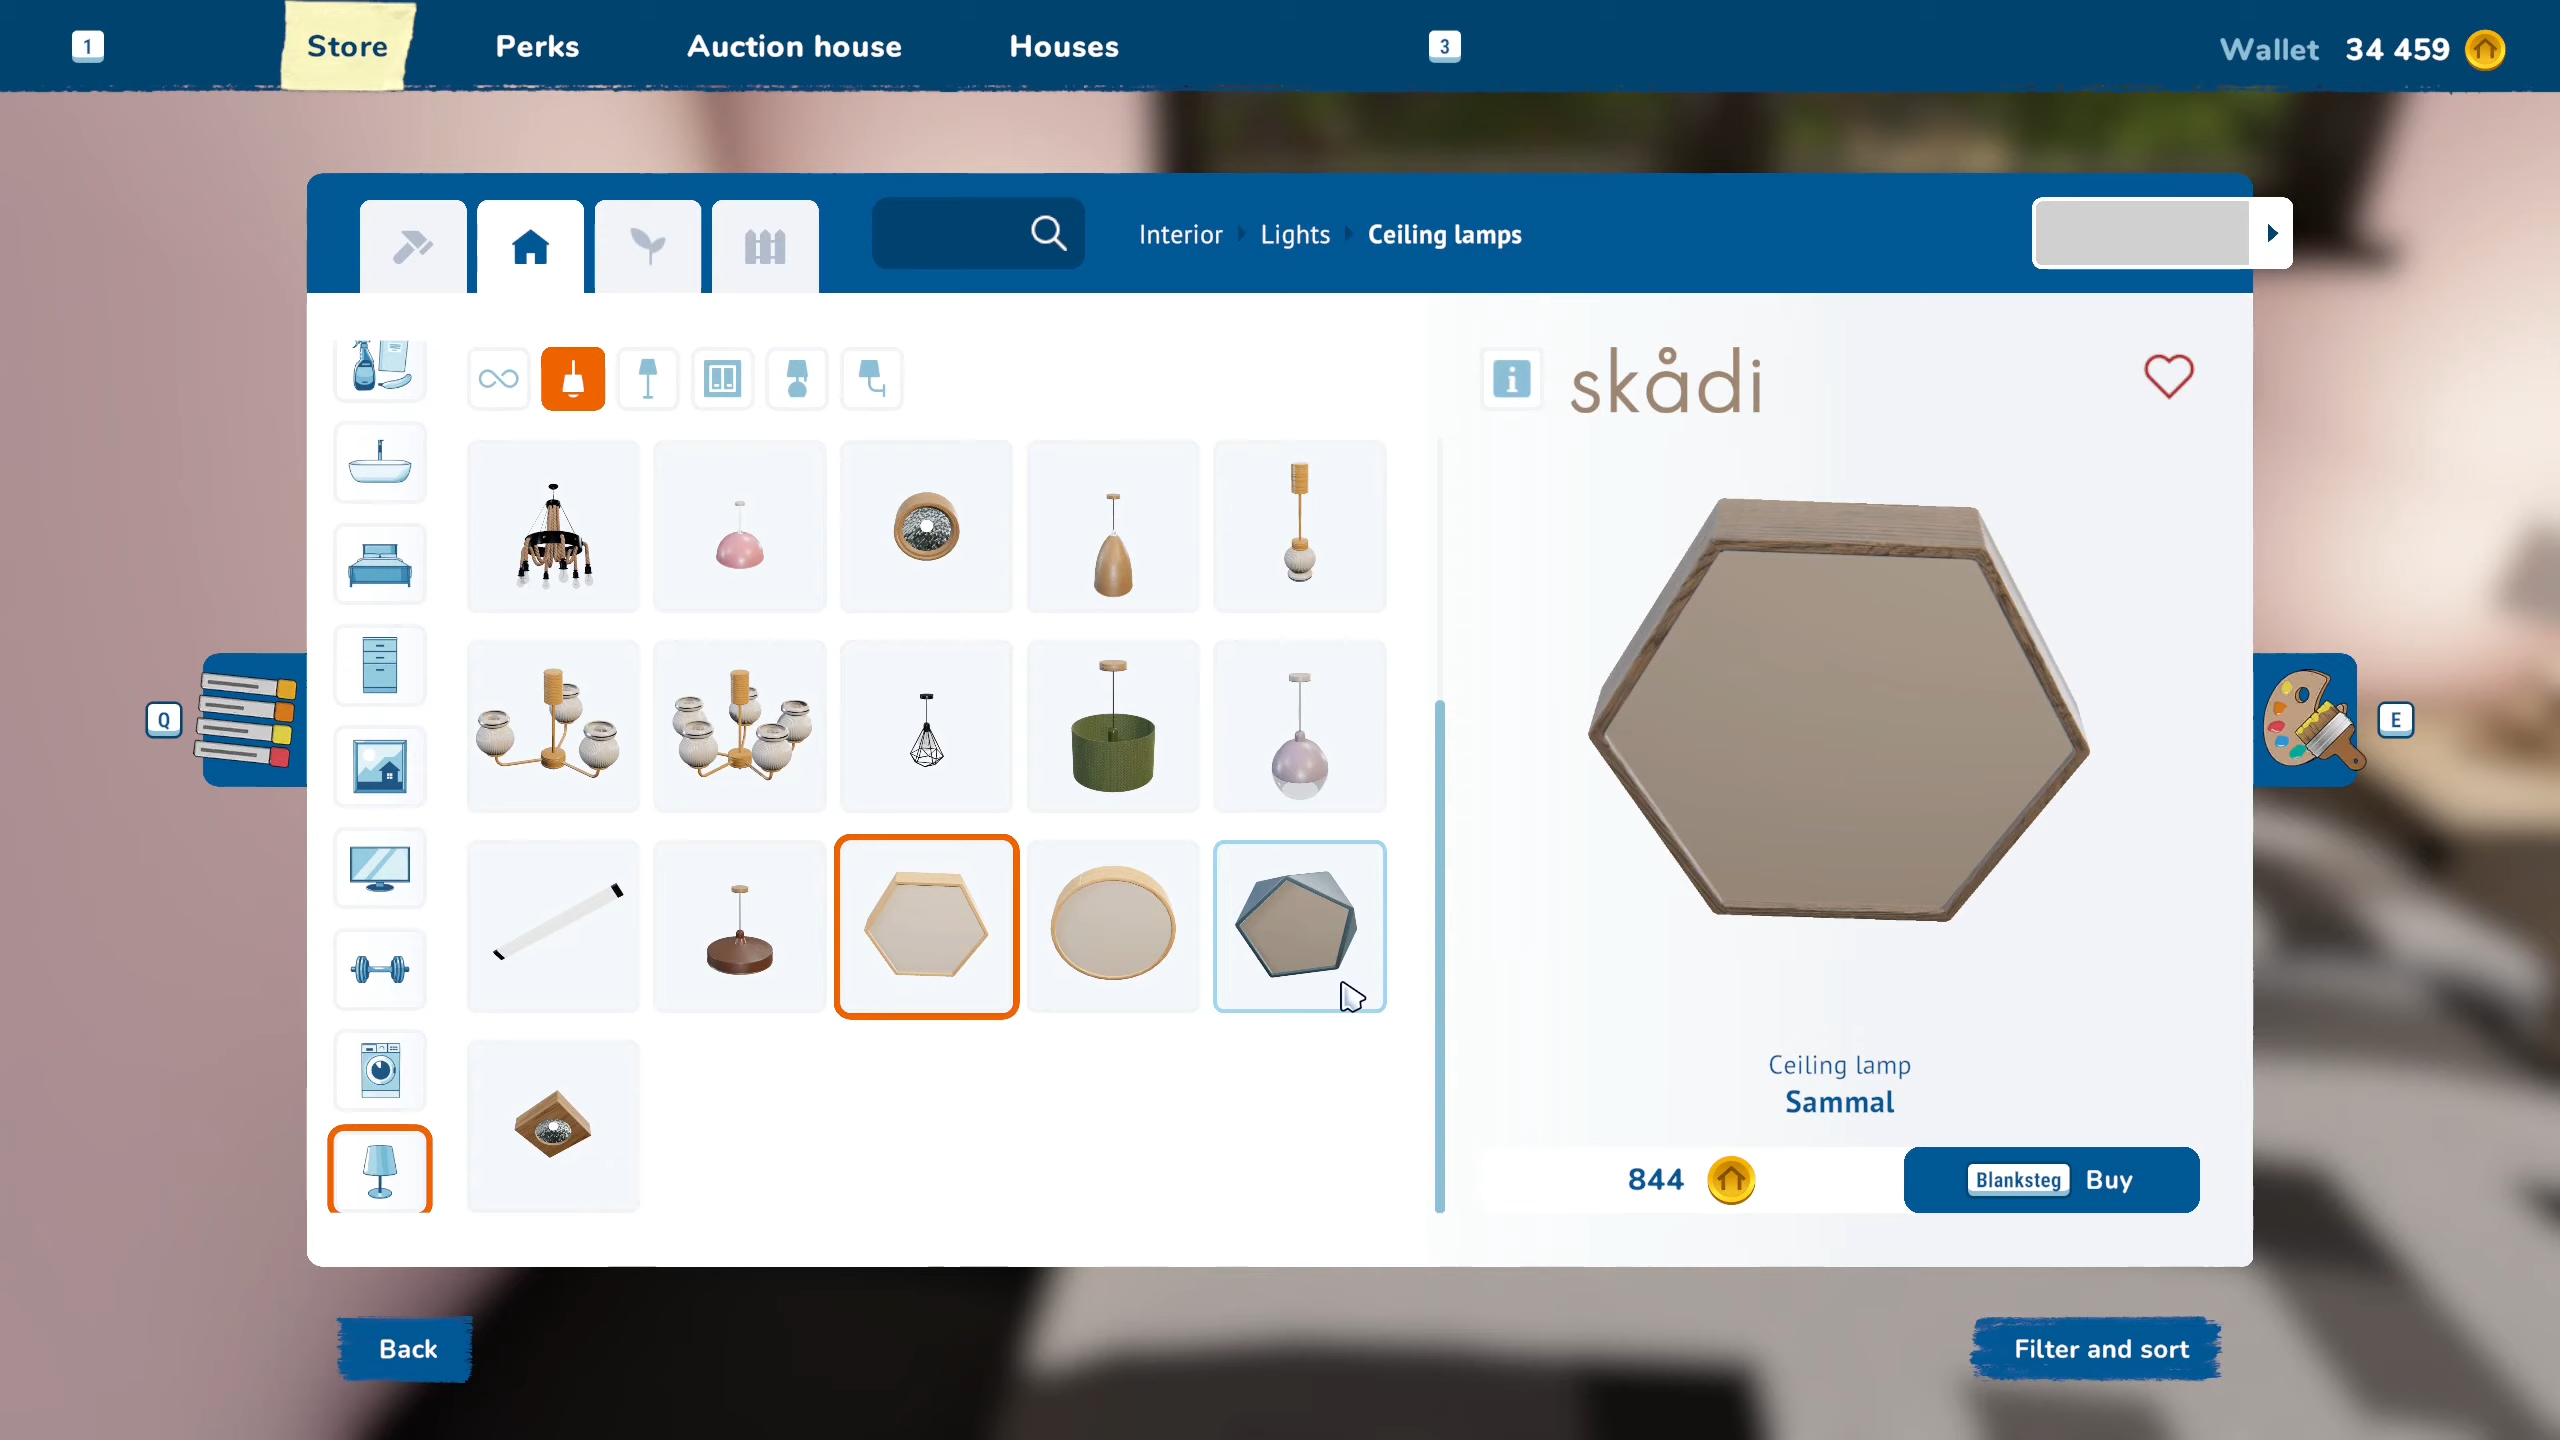 1
Store
Perks
Auction house
Houses
3
Wallet 34 459
Interior
Lights
Ceiling lamps
i
skådi
Q
E
Ceiling lamp
Sammal
844
Blanksteg Buy
Back
Filter and sort